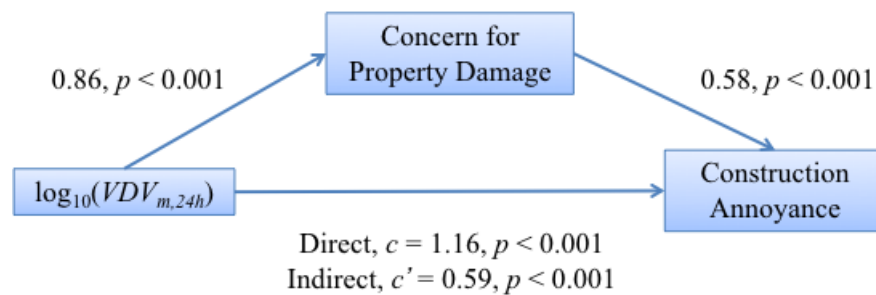 Concern for
Property Damage
0.86, p < 0.001
0.58, p < 0.001
log₁₀(VDVₘ,₂₄ₕ)
Construction
Annoyance
Direct, c = 1.16, p < 0.001
Indirect, c’ = 0.59, p < 0.001